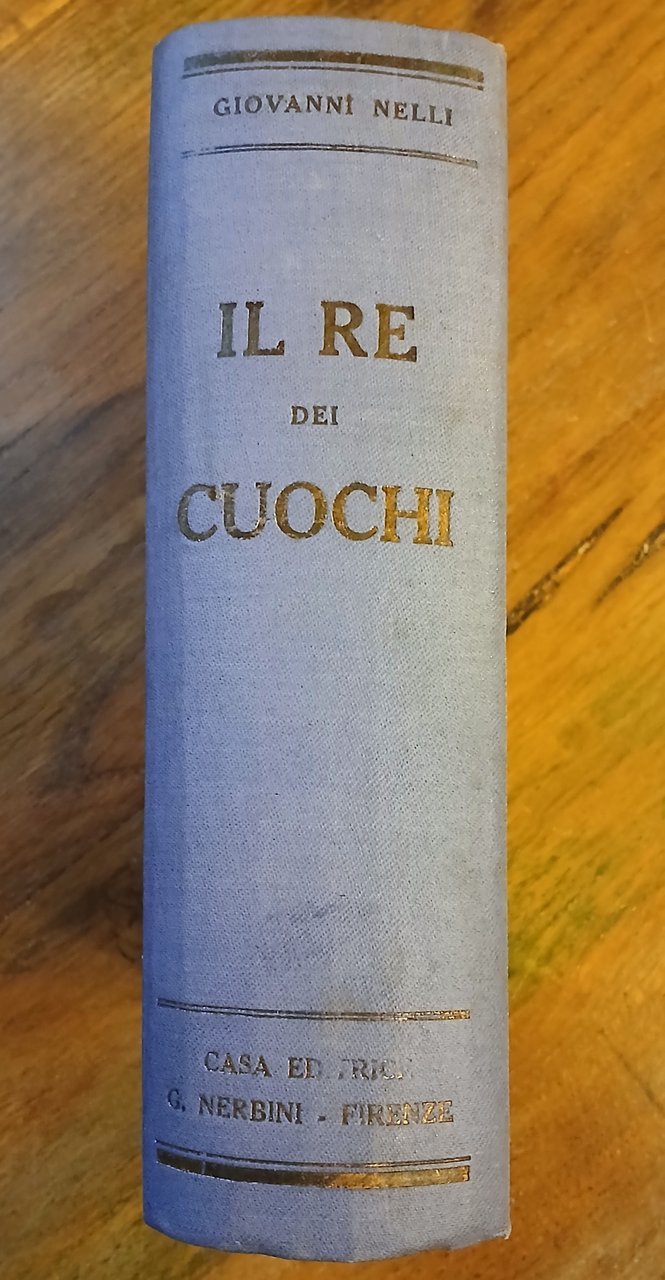 GIOVANNI NELLI
IL RE
DEI
CUOCHI
CASA EDITRICE
G. NERBINI - FIRENZE